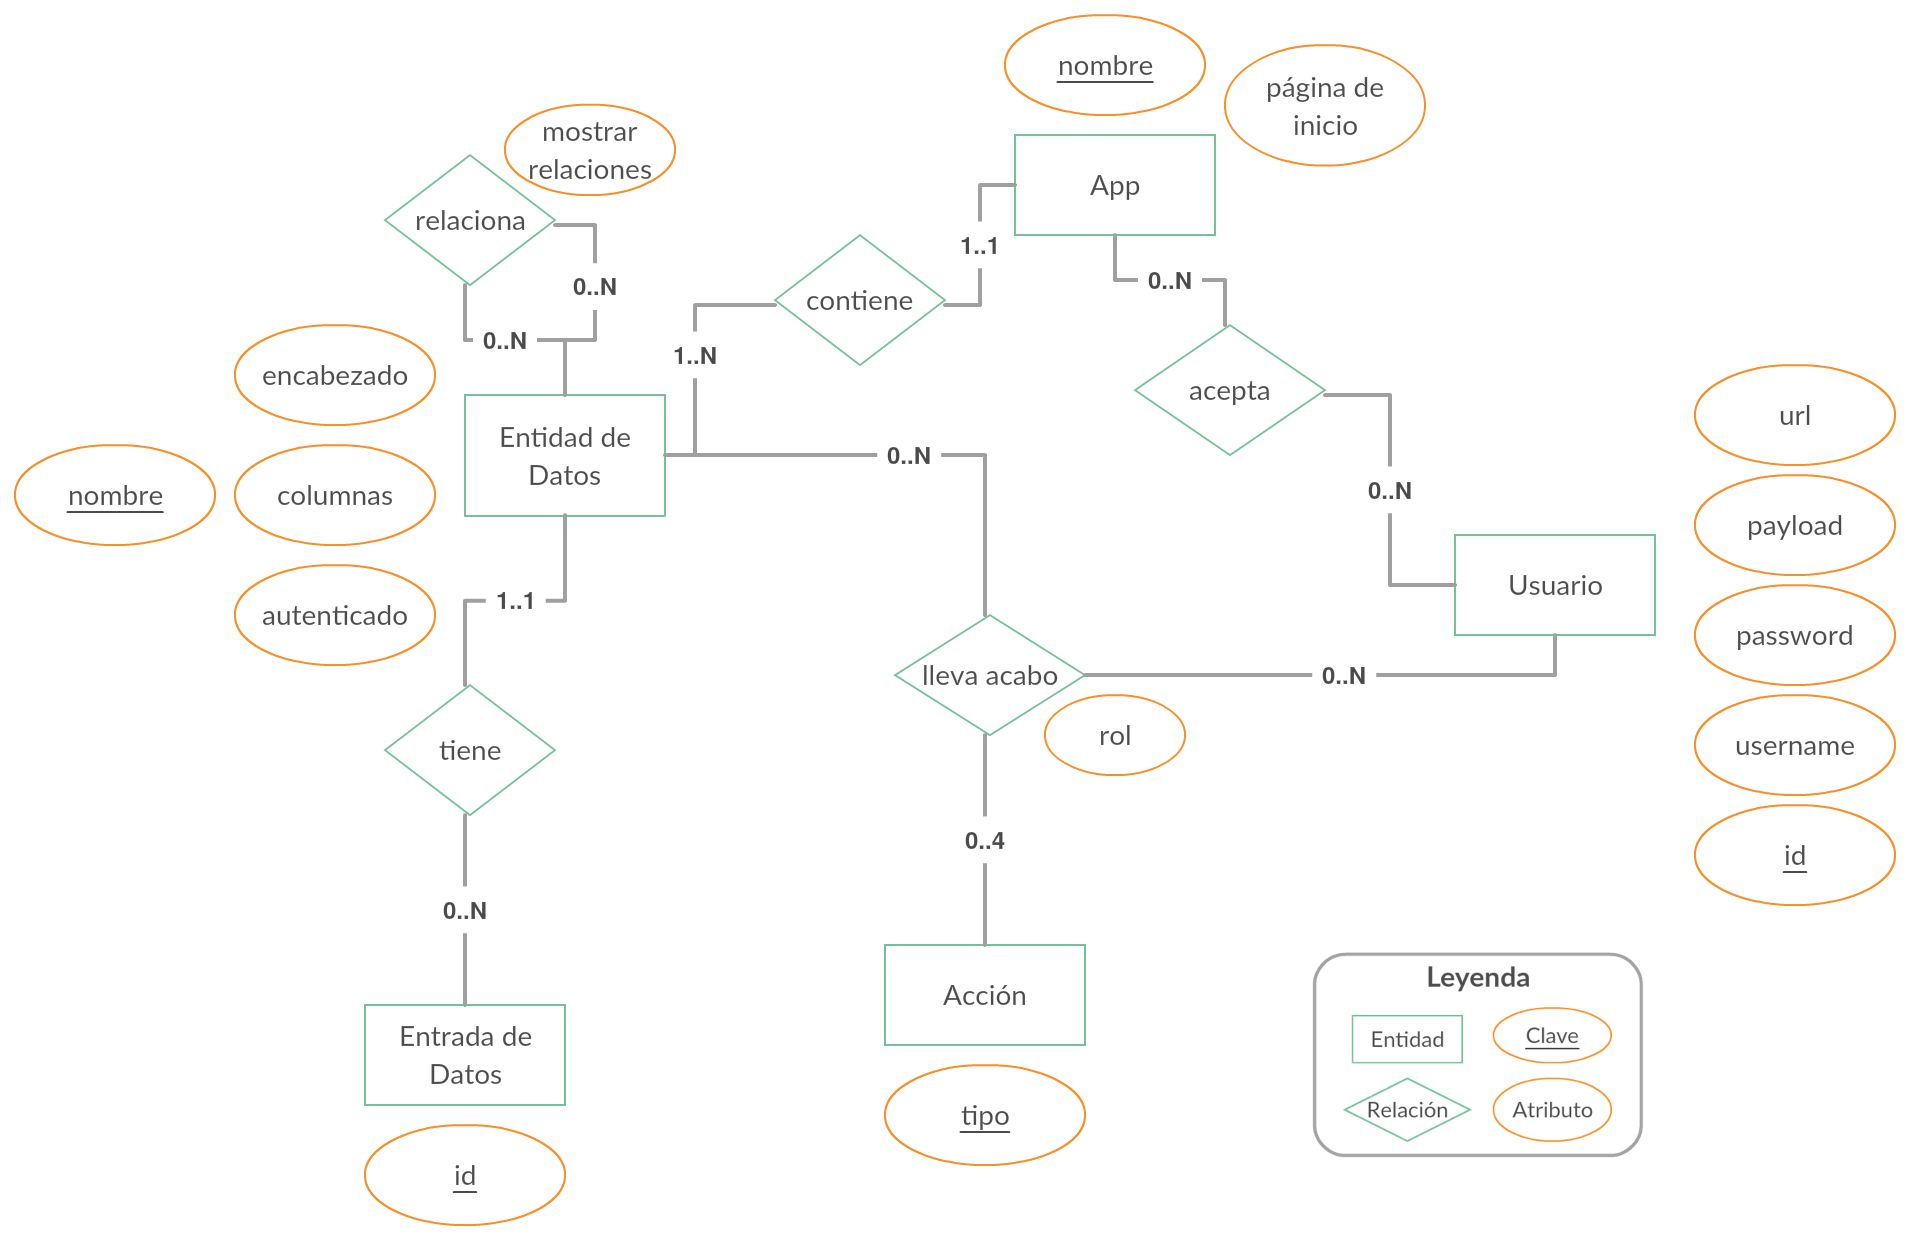 nombre
página de
inicio
mostrar
relaciones
App
relaciona
1..1
0..N
0..N
contiene
0..N
1..N
encabezado
acepta
url
Entidad de
Datos
0..N
nombre
columnas
0..N
payload
Usuario
1..1
autenticado
password
lleva acabo
0..N
rol
username
tiene
0..4
id
0..N
Acción
Entrada de
Datos
tipo
id
Leyenda
Entidad
Clave
Relación
Atributo